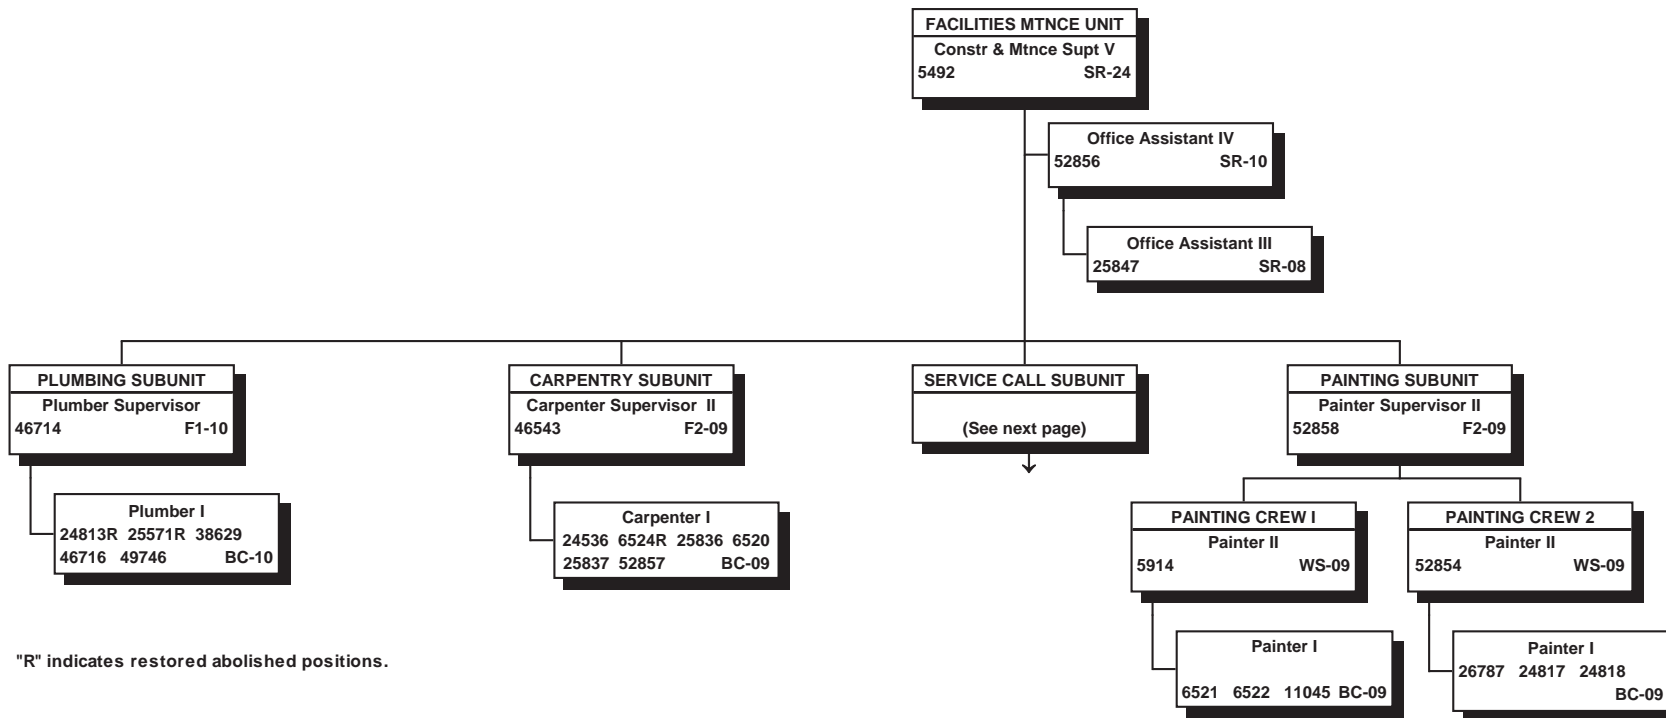 FACILITIES MTNCE UNIT
Constr & Mtnce Supt V
5492 SR-24
Office Assistant IV
52856 SR-10
Office Assistant III
25847 SR-08
PLUMBING SUBUNIT
Plumber Supervisor
46714 F1-10
Plumber I
24813R 25571R 38629
46716 49746 BC-10
CARPENTRY SUBUNIT
Carpenter Supervisor II
46543 F2-09
Carpenter I
24536 6524R 25836 6520
25837 52857 BC-09
SERVICE CALL SUBUNIT
(See next page)
PAINTING SUBUNIT
Painter Supervisor II
52858 F2-09
PAINTING CREW I
Painter II
5914 WS-09
Painter I
6521 6522 11045 BC-09
PAINTING CREW 2
Painter II
52854 WS-09
Painter I
26787 24817 24818
BC-09
"R" indicates restored abolished positions.